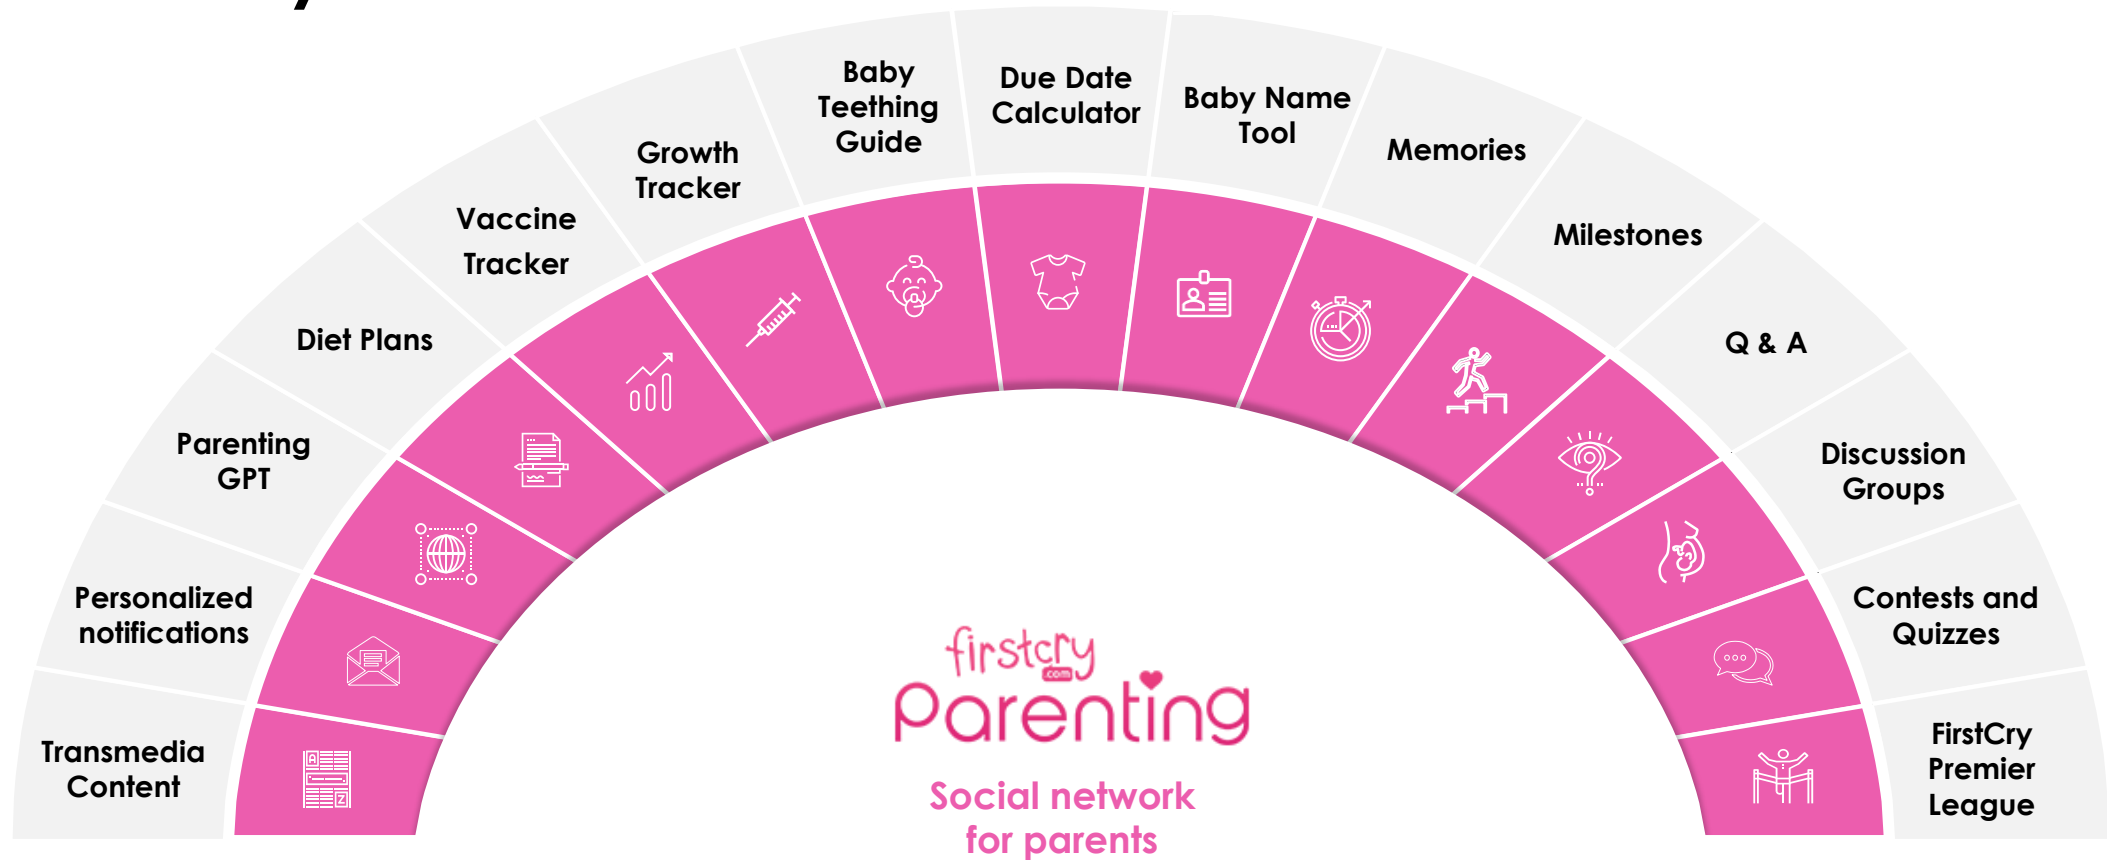 Transmedia
Content
Personalized
notifications
Parenting
GPT
Diet Plans
Vaccine
Tracker
Growth
Tracker
Baby
Teething
Guide
Due Date
Calculator
Baby Name
Tool
Memories
Milestones
Q & A
Discussion
Groups
Contests and
Quizzes
FirstCry
Premier
League
A
Z
firstcry
.com
Parenting
Social network
for parents